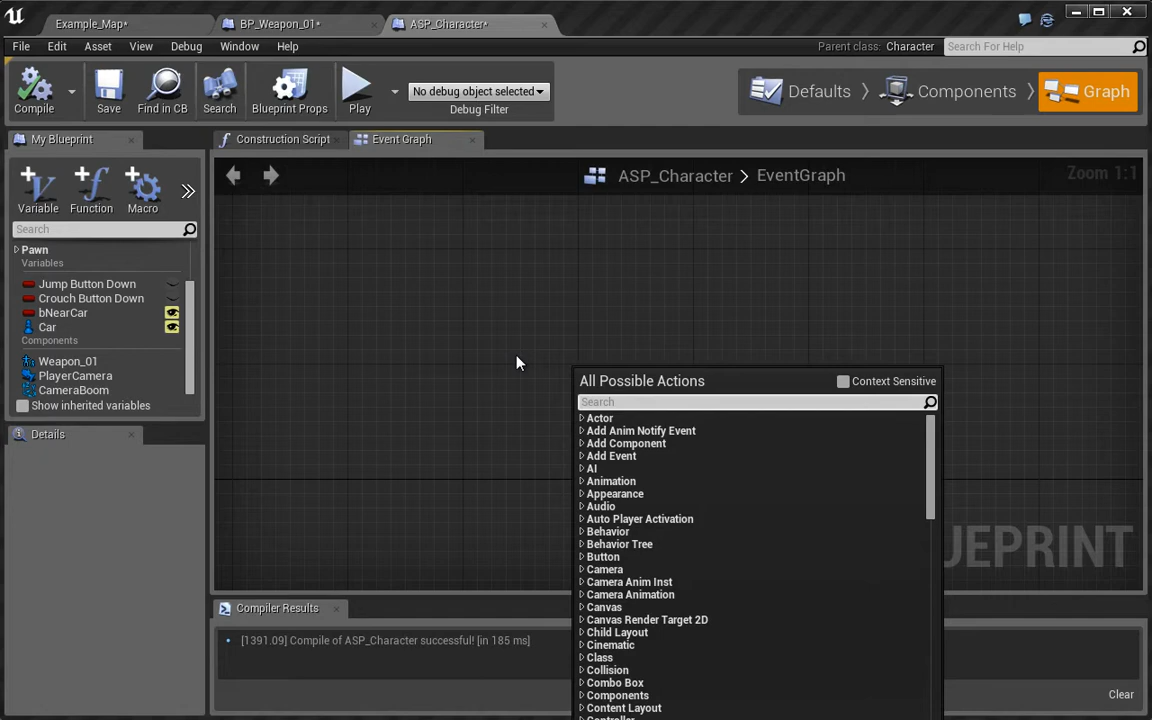 Example_Map*
BP_Weapon_01*
ASP_Character*
File Edit Asset View Debug Window Help
Parent class: Character
Search For Help
Compile
Save
Find in CB
Search
Blueprint Props
Play
No debug object selected
Debug Filter
Defaults
Components
Graph
My Blueprint
Construction Script
Event Graph
Variable
Function
Macro
Search
Pawn
Variables
Jump Button Down
Crouch Button Down
bNearCar
Car
Components
Weapon_01
PlayerCamera
CameraBoom
Show inherited variables
Details
ASP_Character > EventGraph
Zoom 1:1
All Possible Actions
Context Sensitive
Search
Actor
Add Anim Notify Event
Add Component
Add Event
AI
Animation
Appearance
Audio
Auto Player Activation
Behavior
Behavior Tree
Button
Camera
Camera Anim Inst
Camera Animation
Canvas
Canvas Render Target 2D
Child Layout
Cinematic
Class
Collision
Combo Box
Components
Content Layout
Controller
UEPRINT
Compiler Results
[1391.09] Compile of ASP_Character successful! [in 185 ms]
Clear